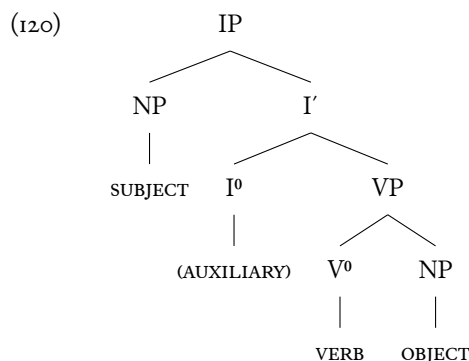 (120) IP
NP I′
SUBJECT I⁰ VP
(AUXILIARY) V⁰ NP
VERB OBJECT